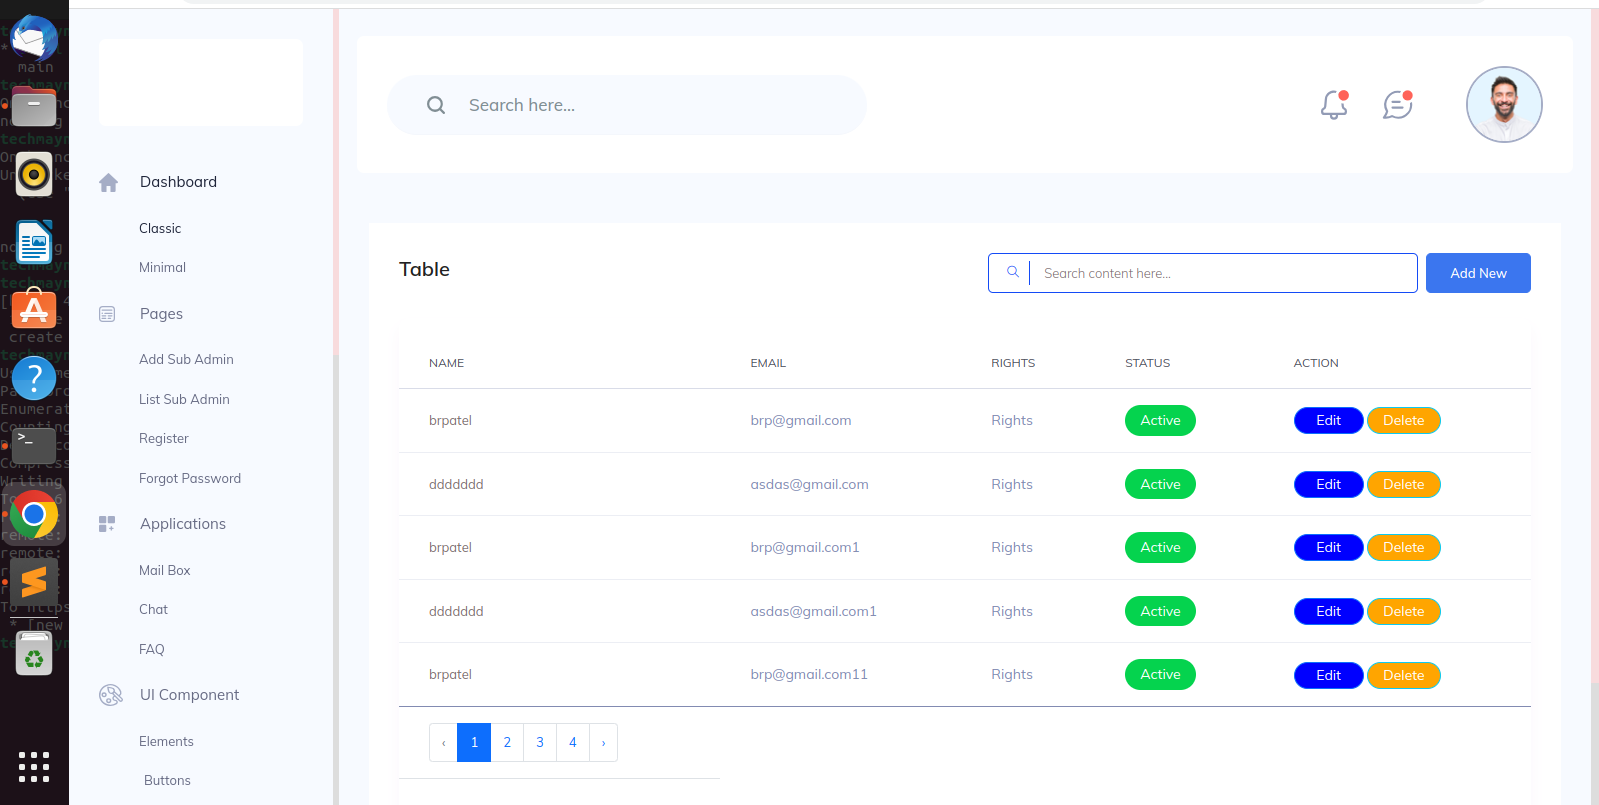 Search here...
Dashboard
Classic
Minimal
Pages
Add Sub Admin
List Sub Admin
Register
Forgot Password
Applications
Mail Box
Chat
FAQ
UI Component
Elements
Buttons
Table
Search content here...
Add New
NAME EMAIL RIGHTS STATUS ACTION
brpatel brp@gmail.com Rights Active Edit Delete
ddddddd asdas@gmail.com Rights Active Edit Delete
brpatel brp@gmail.com1 Rights Active Edit Delete
ddddddd asdas@gmail.com1 Rights Active Edit Delete
brpatel brp@gmail.com11 Rights Active Edit Delete
‹ 1 2 3 4 ›
main
create